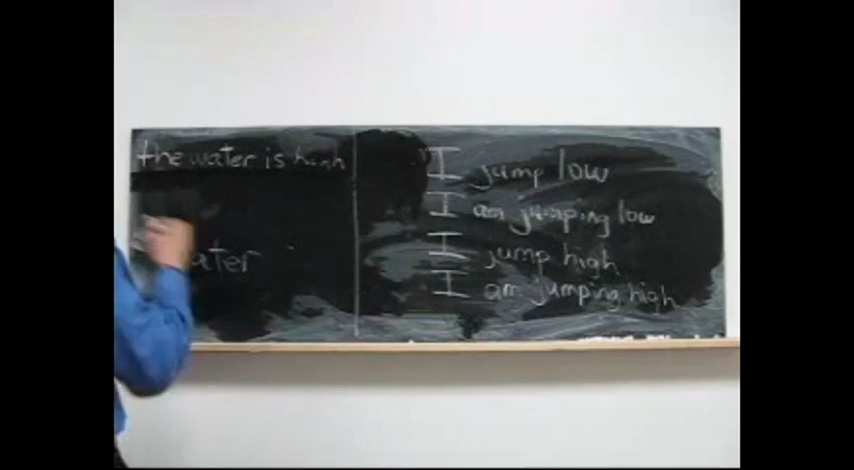 the water is high
ater
I jump low
I am jumping low
I jump high
I am jumping high